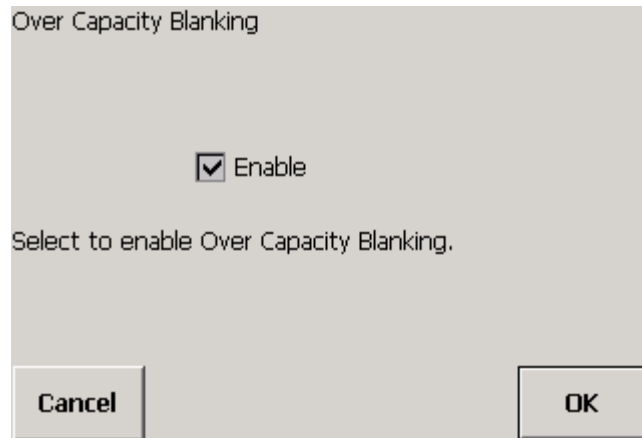 Over Capacity Blanking
Enable
Select to enable Over Capacity Blanking.
Cancel
OK